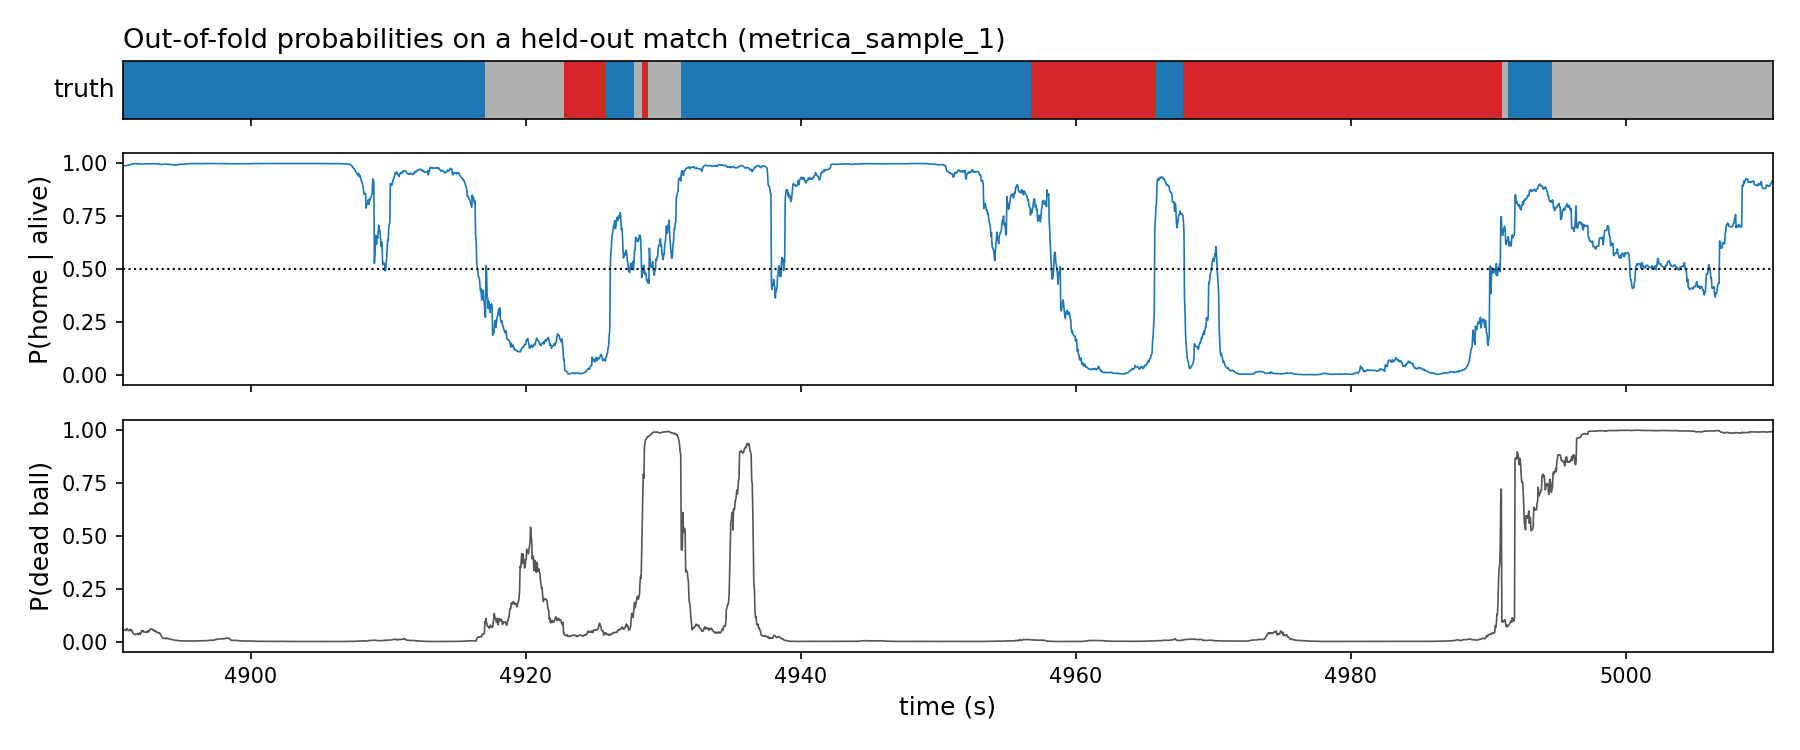 Out-of-fold probabilities on a held-out match (metrica_sample_1)
truth
P(home | alive)
1.00
0.75
0.50
0.25
0.00
P(dead ball)
1.00
0.75
0.50
0.25
0.00
4900 4920 4940 4960 4980 5000
time (s)